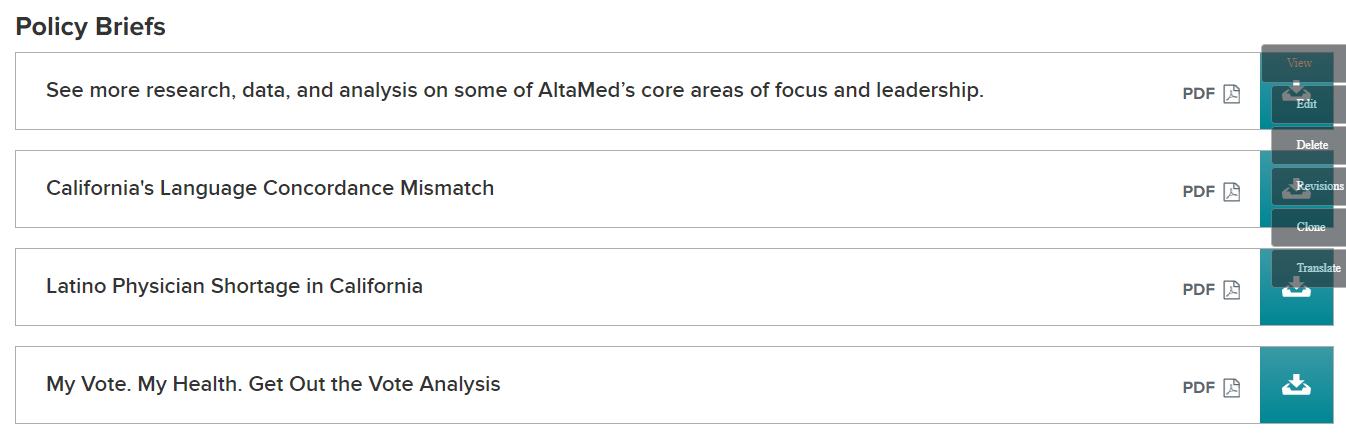 Policy Briefs
See more research, data, and analysis on some of AltaMed’s core areas of focus and leadership.
PDF
View
Edit
Delete
California's Language Concordance Mismatch
PDF
Revisions
Clone
Latino Physician Shortage in California
PDF
Translate
My Vote. My Health. Get Out the Vote Analysis
PDF